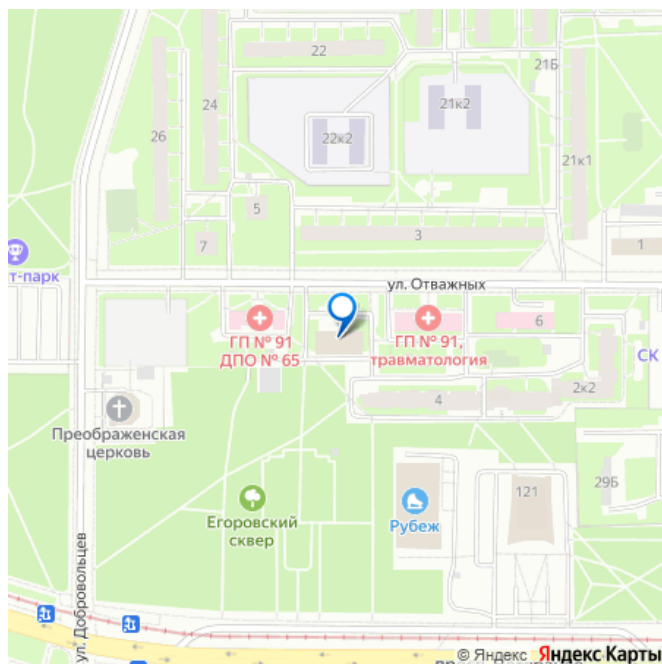 22
21Б
24
26
22к2
21к2
21к1
5
7
3
1
т-парк
ул. Отважных
ГП № 91
ДПО № 65
ГП № 91,
травматология
6
СК
2к2
4
Преображенская
церковь
Егоровский
сквер
Рубеж
121
29Б
ул. Добровольцев
© Яндекс Яндекс Карты